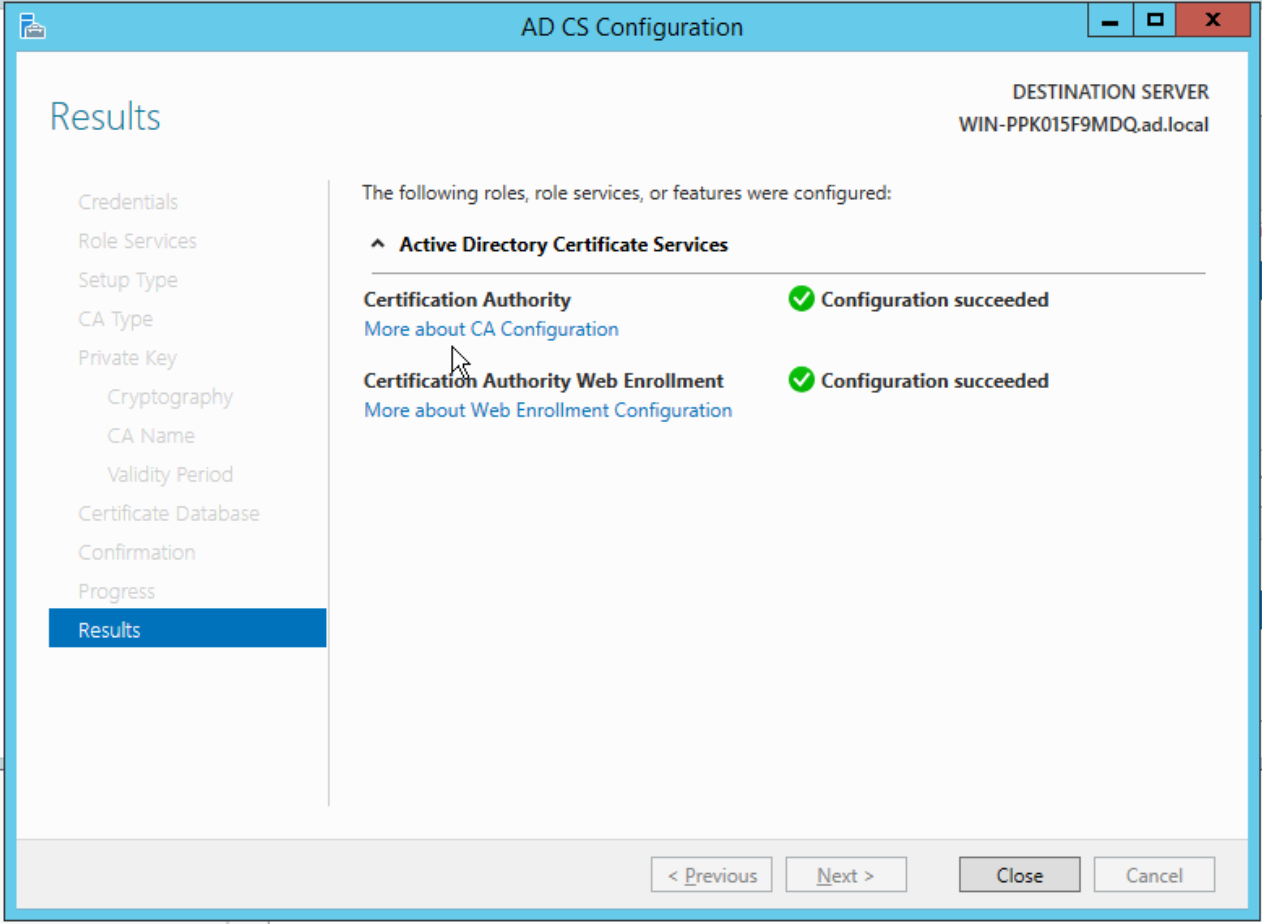 AD CS Configuration
Results
DESTINATION SERVER
WIN-PPK015F9MDQ.ad.local
Credentials
Role Services
Setup Type
CA Type
Private Key
Cryptography
CA Name
Validity Period
Certificate Database
Confirmation
Progress
Results
The following roles, role services, or features were configured:
Active Directory Certificate Services
Certification Authority
Configuration succeeded
More about CA Configuration
Certification Authority Web Enrollment
Configuration succeeded
More about Web Enrollment Configuration
< Previous
Next >
Close
Cancel